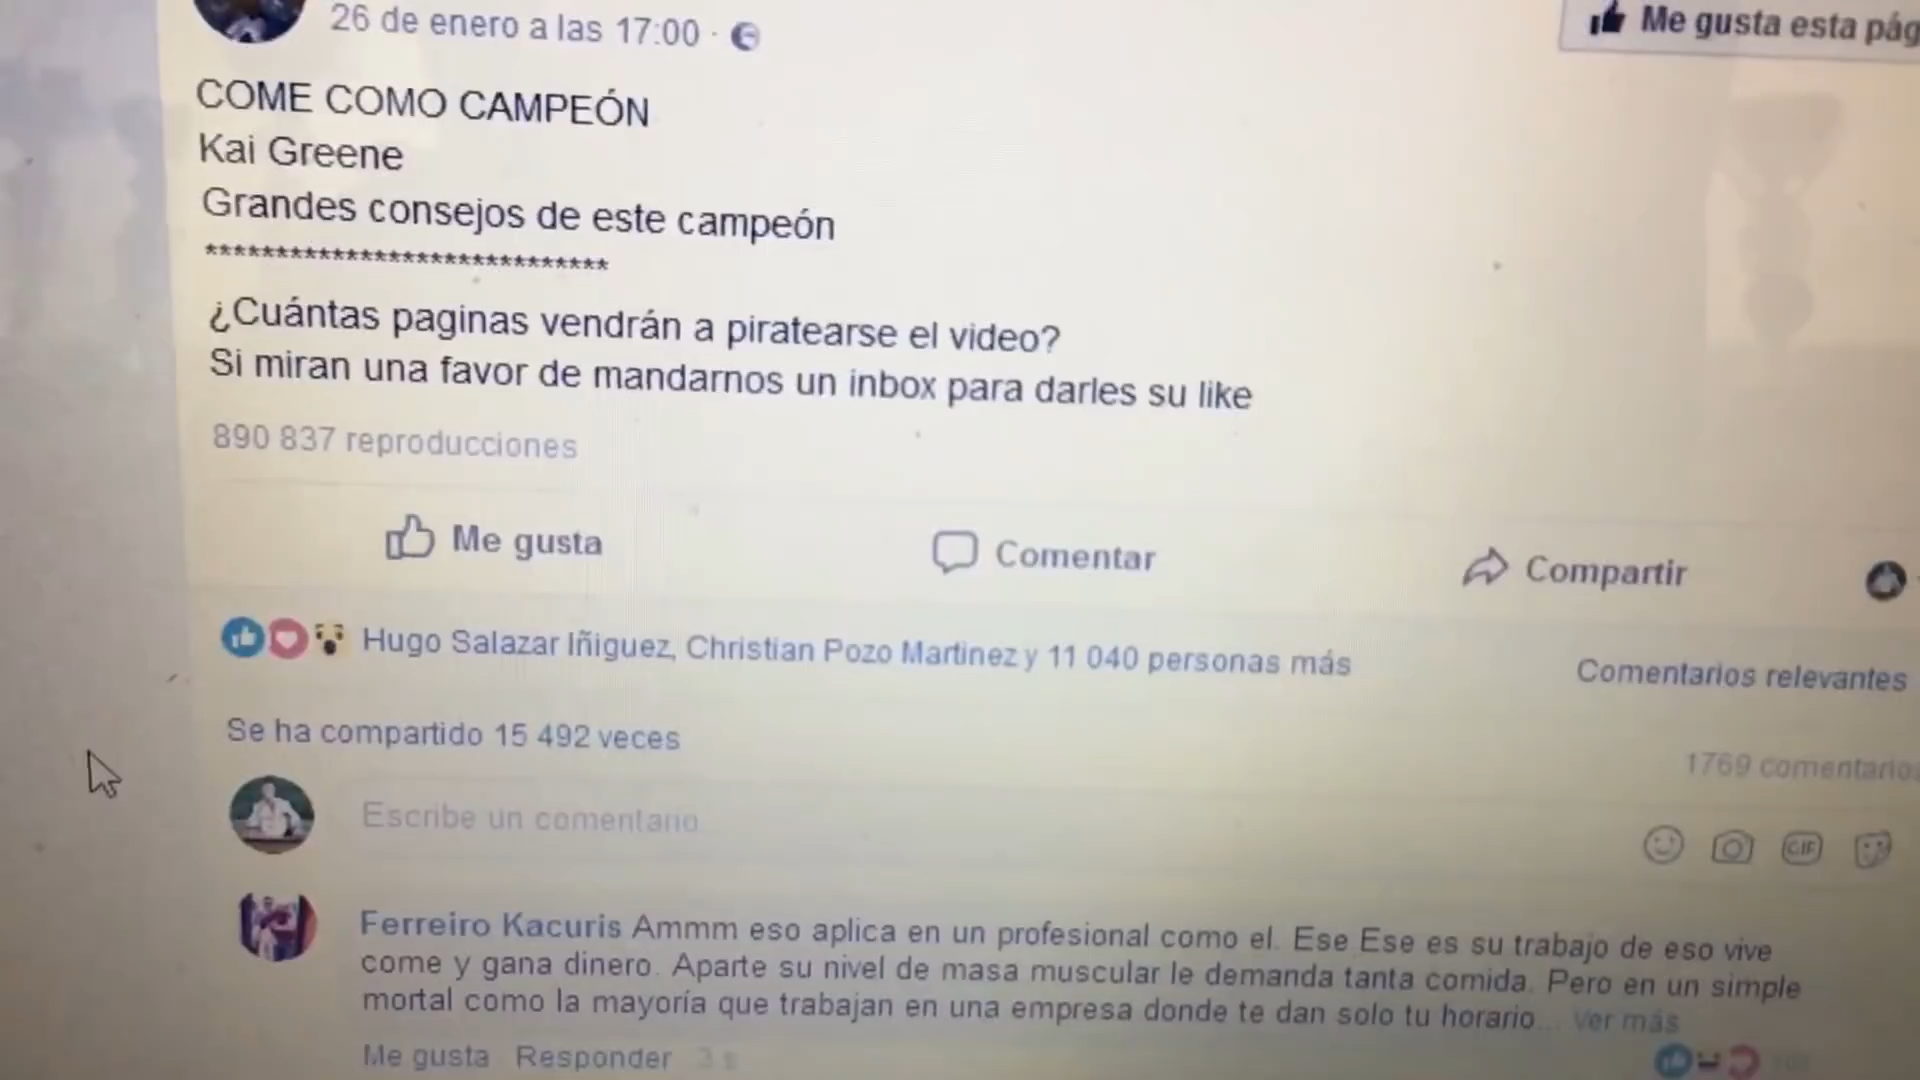 26 de enero a las 17:00 ·
Me gusta esta pág
COME COMO CAMPEÓN
Kai Greene
Grandes consejos de este campeón
*****************************
¿Cuántas paginas vendrán a piratearse el video?
Si miran una favor de mandarnos un inbox para darles su like
890 837 reproducciones
Me gusta
Comentar
Compartir
Hugo Salazar Iñiguez, Christian Pozo Martinez y 11 040 personas más
Comentarios relevantes
Se ha compartido 15 492 veces
1769 comentarios
Escribe un comentario
GIF
Ferreiro Kacuris Ammm eso aplica en un profesional como el. Ese Ese es su trabajo de eso vive
come y gana dinero. Aparte su nivel de masa muscular le demanda tanta comida. Pero en un simple
mortal como la mayoría que trabajan en una empresa donde te dan solo tu horario... Ver más
Me gusta Responder